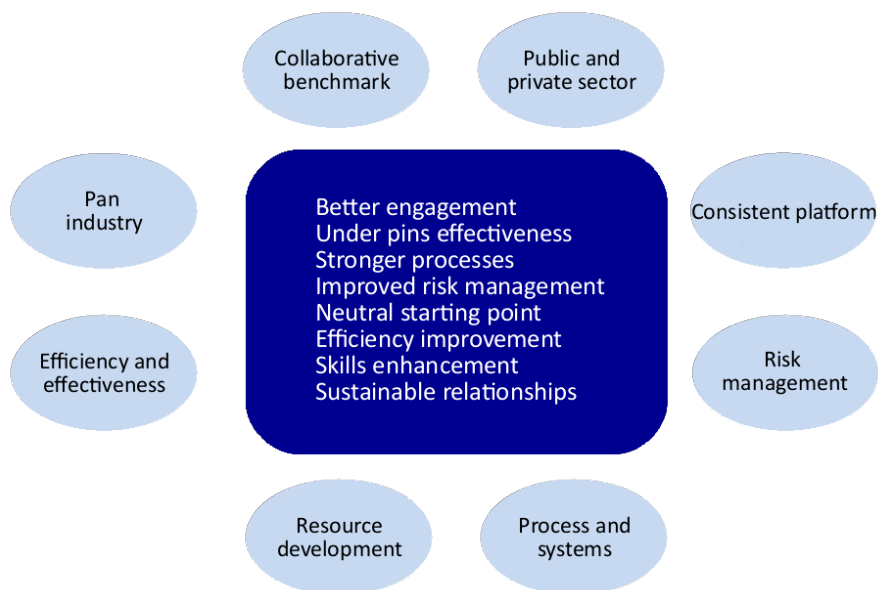 Collaborative
benchmark
Public and
private sector
Pan
industry
Consistent platform
Better engagement
Under pins effectiveness
Stronger processes
Improved risk management
Neutral starting point
Efficiency improvement
Skills enhancement
Sustainable relationships
Efficiency and
effectiveness
Risk
management
Resource
development
Process and
systems